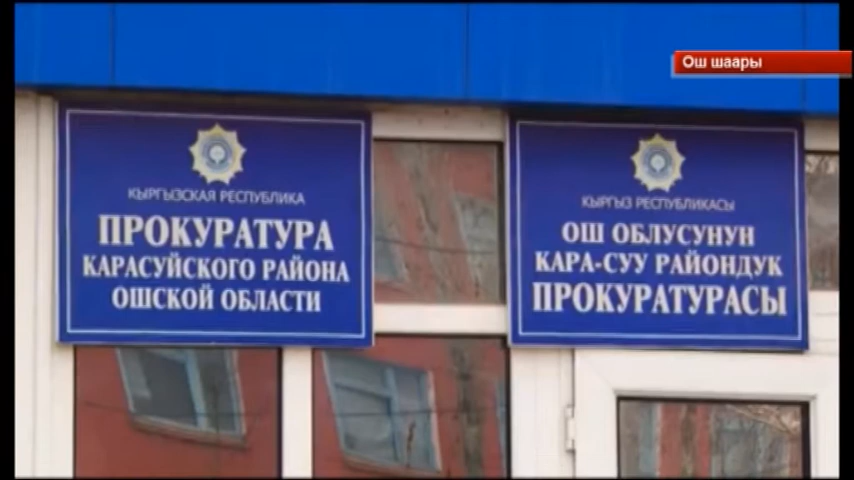 Ош шаары
КЫРГЫЗСКАЯ РЕСПУБЛИКА
ПРОКУРАТУРА
КАРАСУЙСКОГО РАЙОНА
ОШСКОЙ ОБЛАСТИ
КЫРГЫЗ РЕСПУБЛИКАСЫ
ОШ ОБЛУСУНУН
КАРА-СУУ РАЙОНДУК
ПРОКУРАТУРАСЫ